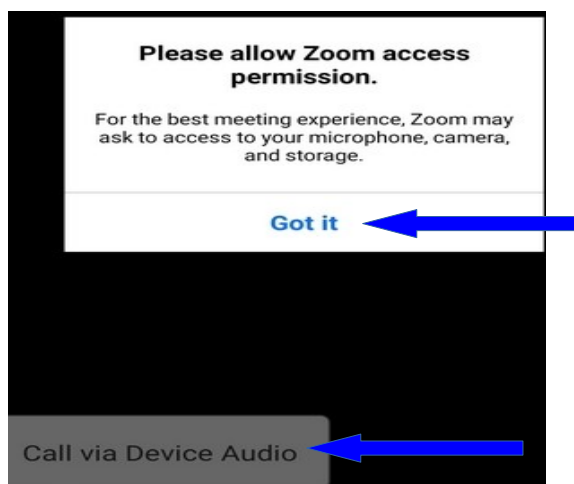 Please allow Zoom access
permission.
For the best meeting experience, Zoom may
ask to access to your microphone, camera,
and storage.
Got it
Call via Device Audio